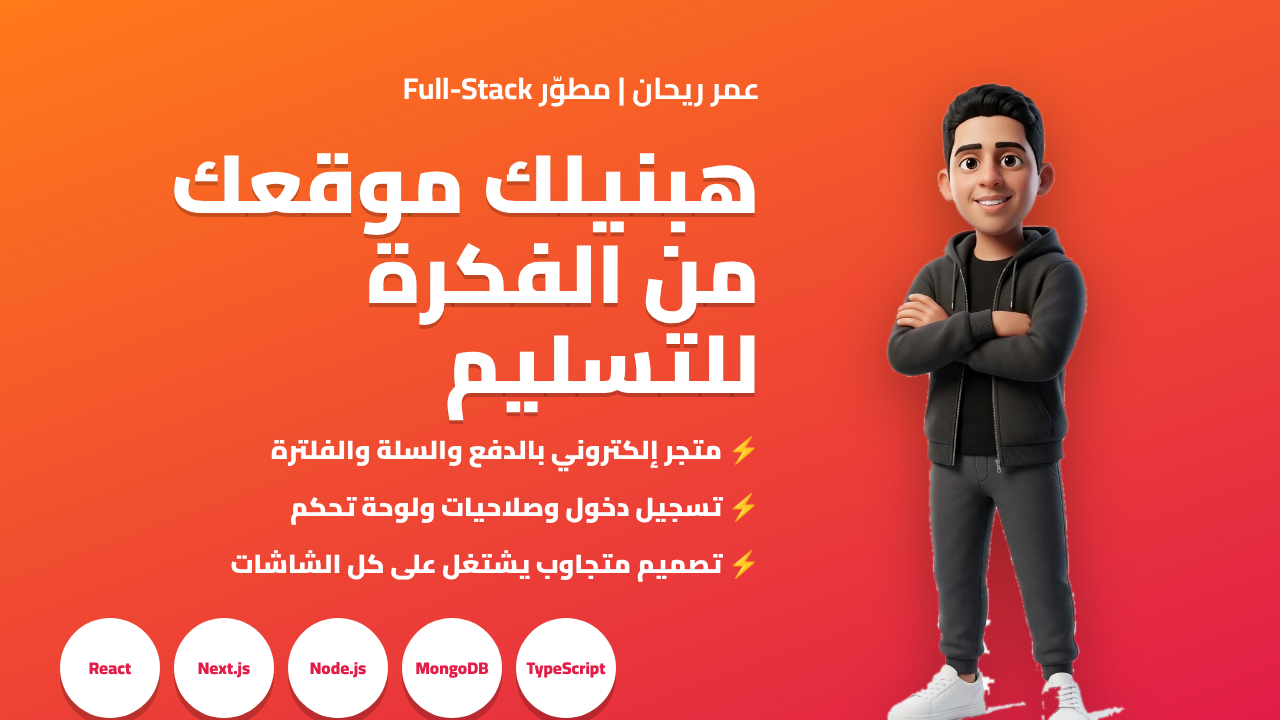 عمر ريحان | مطوّر Full-Stack
هبنيلك موقعك
من الفكرة
للتسليم
⚡ متجر إلكتروني بالدفع والسلة والفلترة
⚡ تسجيل دخول وصلاحيات ولوحة تحكم
⚡ تصميم متجاوب يشتغل على كل الشاشات
React Next.js Node.js MongoDB TypeScript